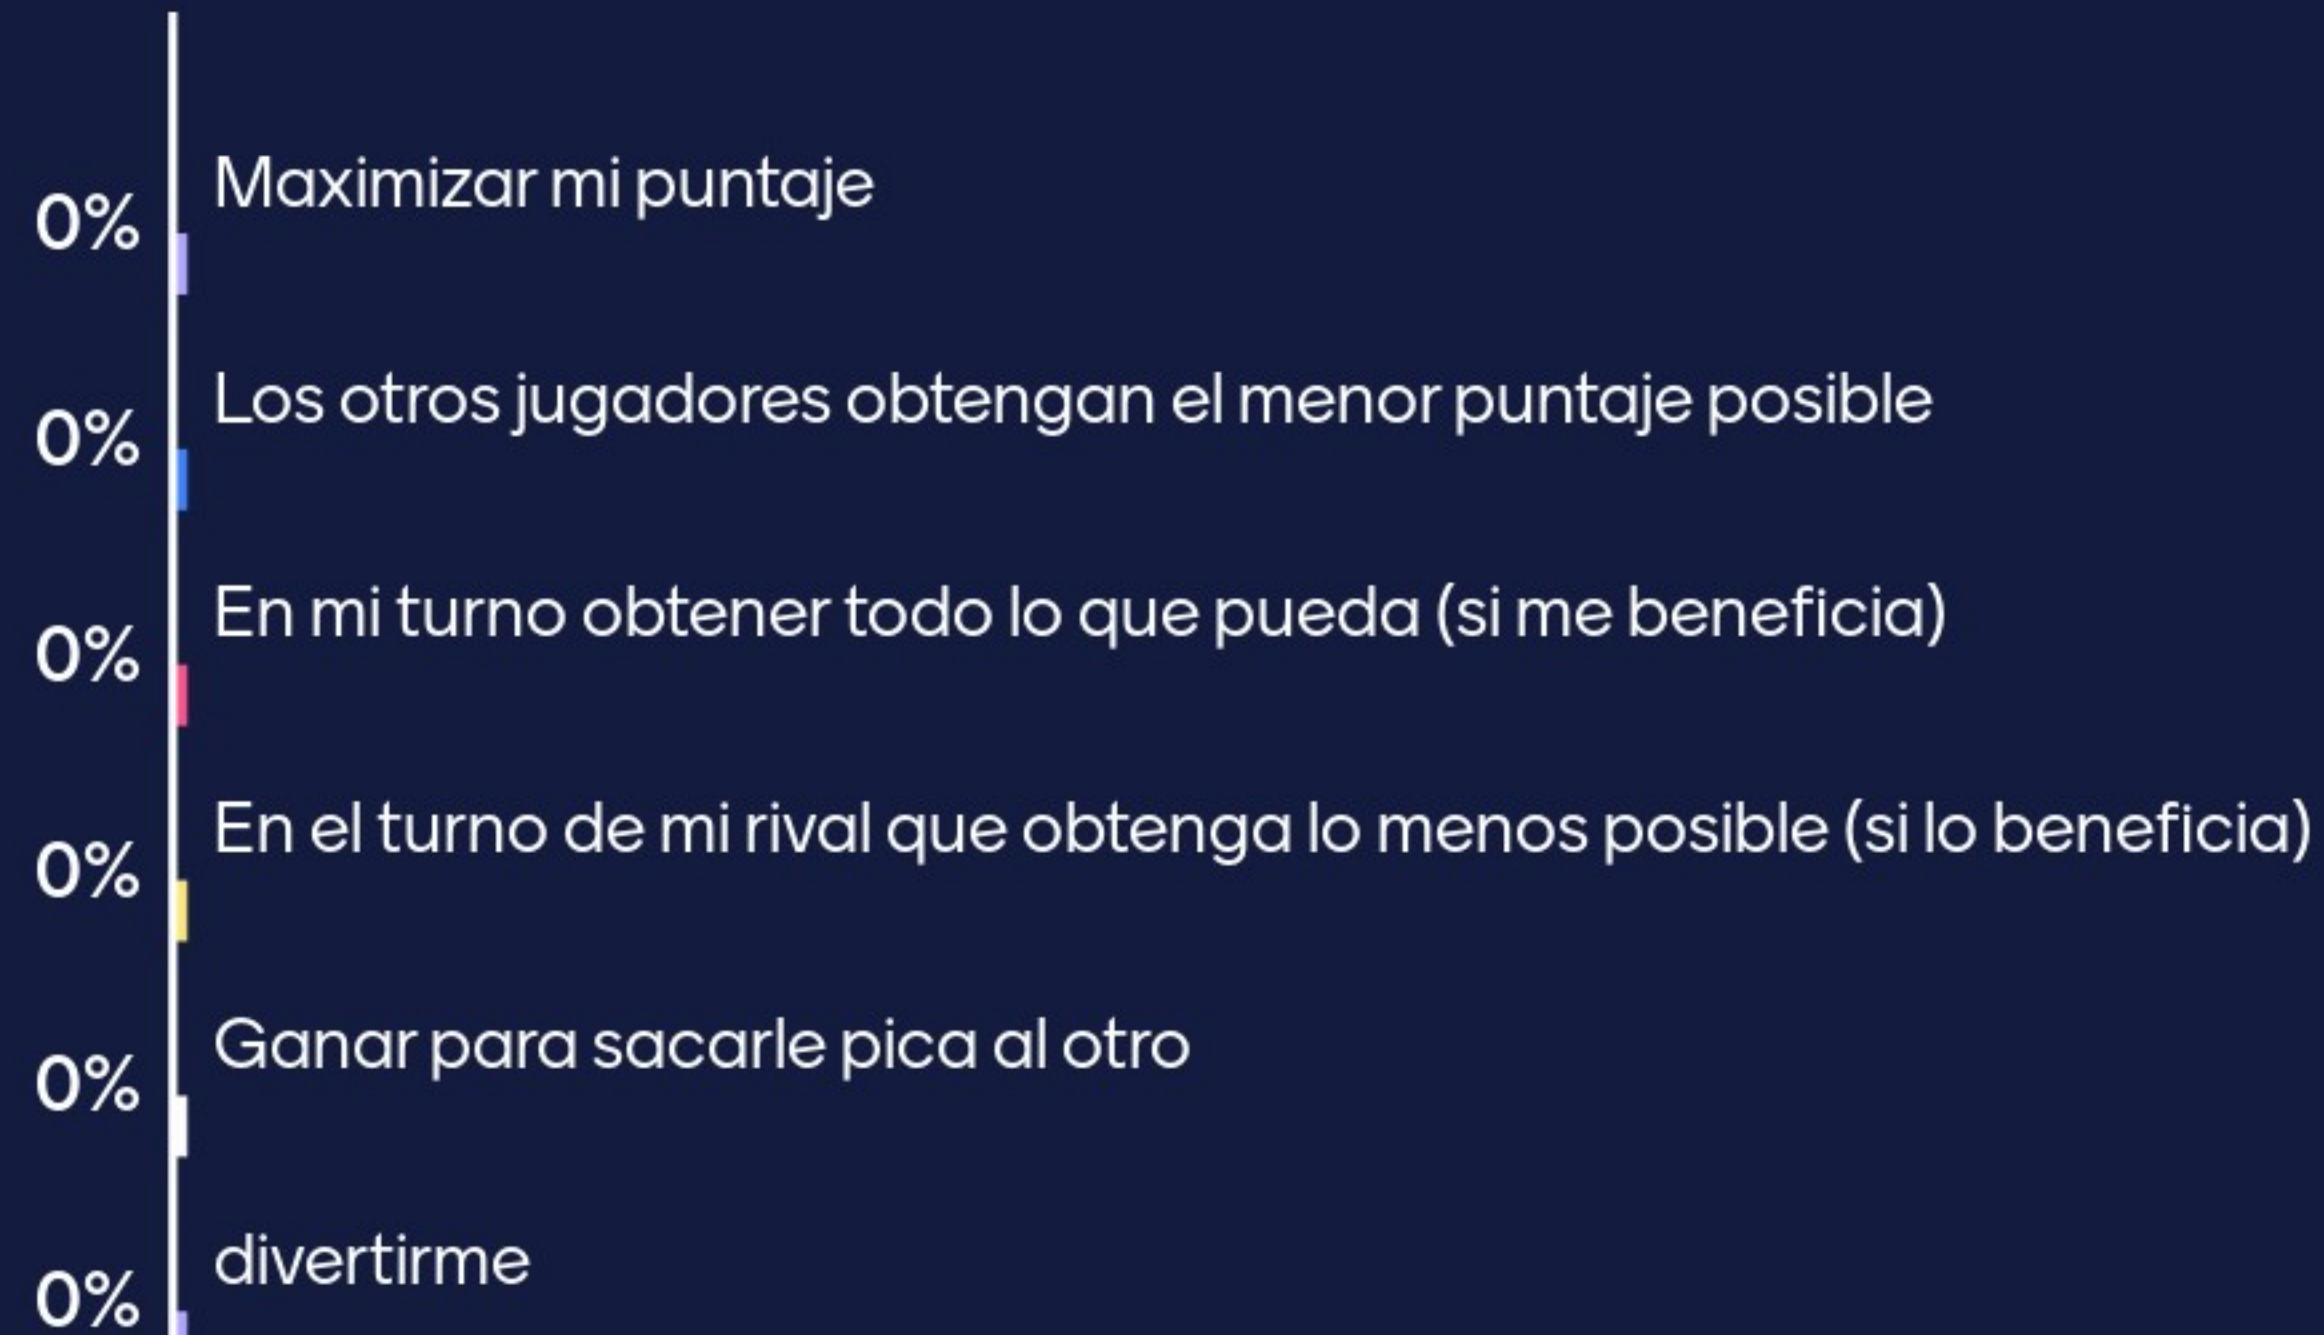 Maximizar mi puntaje
0%
Los otros jugadores obtengan el menor puntaje posible
0%
En mi turno obtener todo lo que pueda (si me beneficia)
0%
En el turno de mi rival que obtenga lo menos posible (si lo beneficia)
0%
Ganar para sacarle pica al otro
0%
divertirme
0%